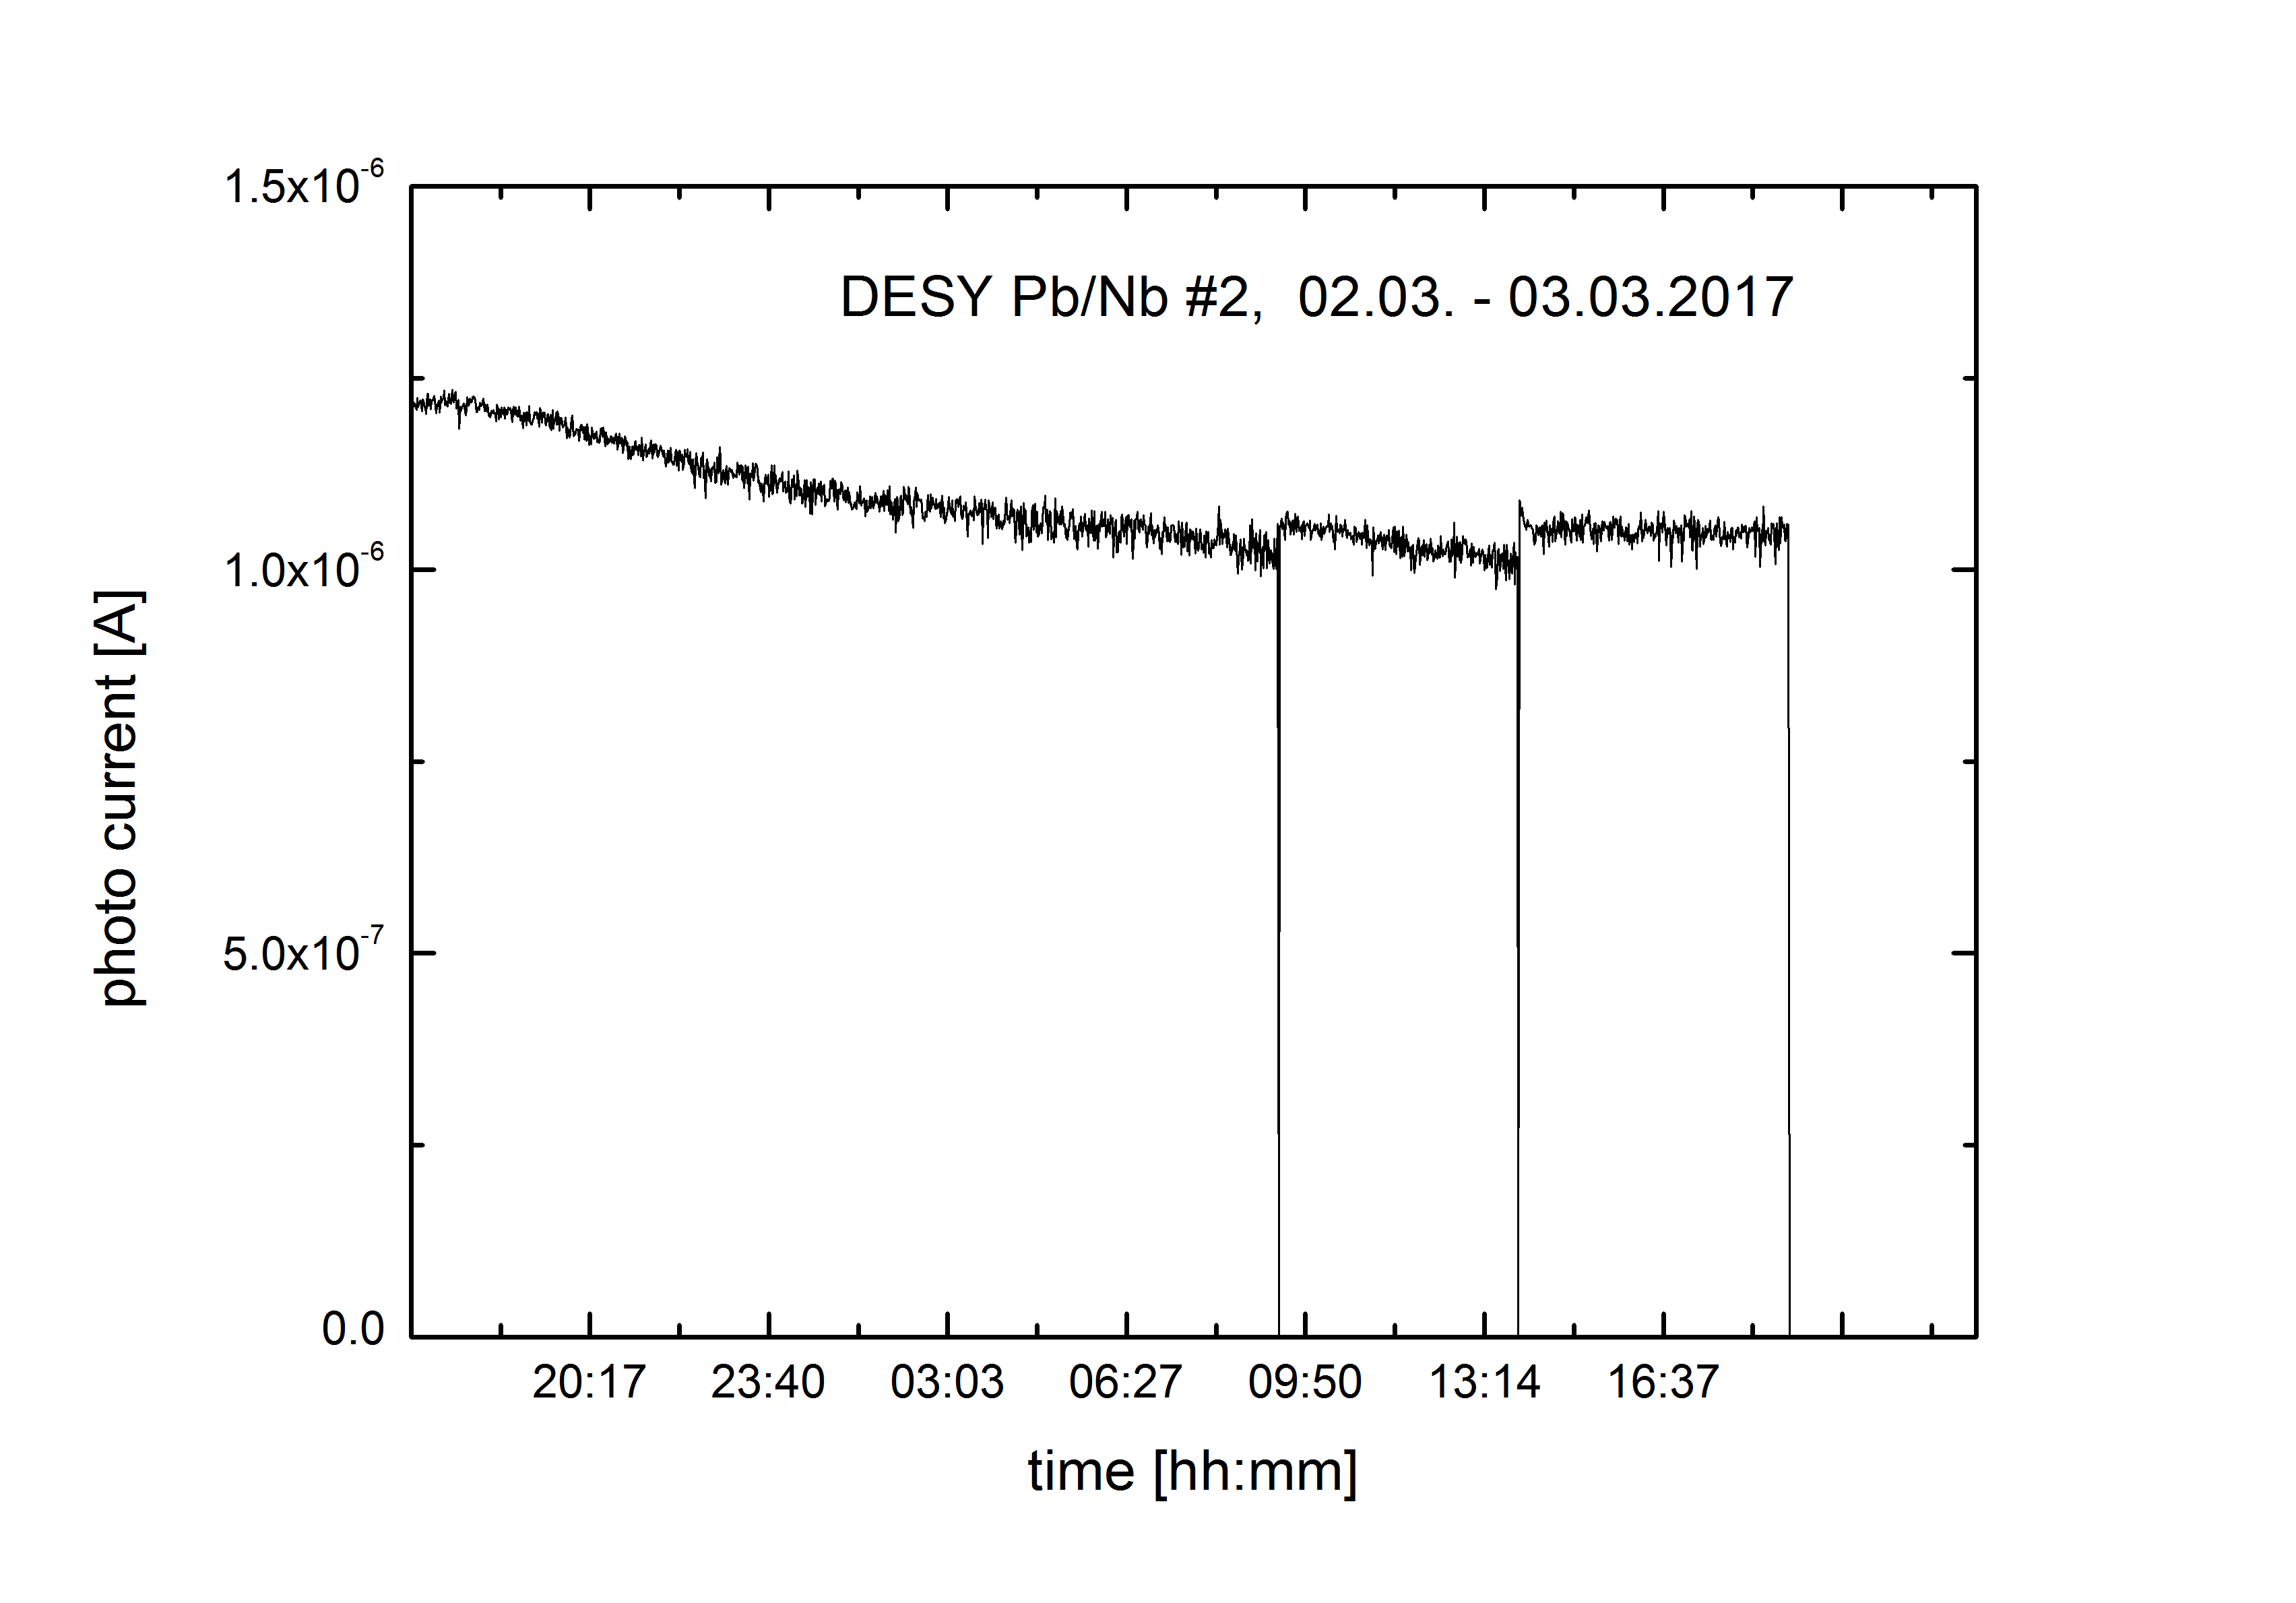 1.5x10⁻⁶
DESY Pb/Nb #2,  02.03. - 03.03.2017
1.0x10⁻⁶
photo current [A]
5.0x10⁻⁷
0.0
20:17 23:40 03:03 06:27 09:50 13:14 16:37
time [hh:mm]